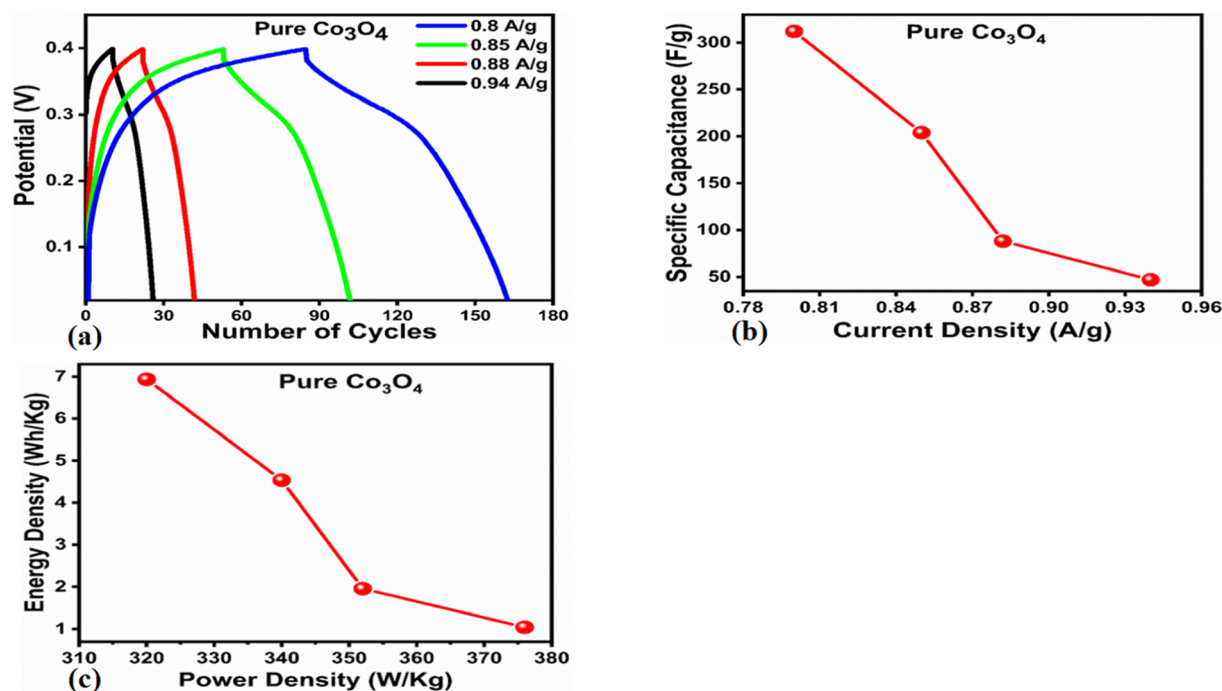 Pure Co₃O₄
0.8 A/g
0.85 A/g
0.88 A/g
0.94 A/g
Potential (V)
0.4
0.3
0.2
0.1
0 30 60 90 120 150 180
Number of Cycles
(a)
Pure Co₃O₄
Specific Capacitance (F/g)
300
250
200
150
100
50
0.78 0.81 0.84 0.87 0.90 0.93 0.96
Current Density (A/g)
(b)
Pure Co₃O₄
Energy Density (Wh/Kg)
7
6
5
4
3
2
1
310 320 330 340 350 360 370 380
Power Density (W/Kg)
(c)